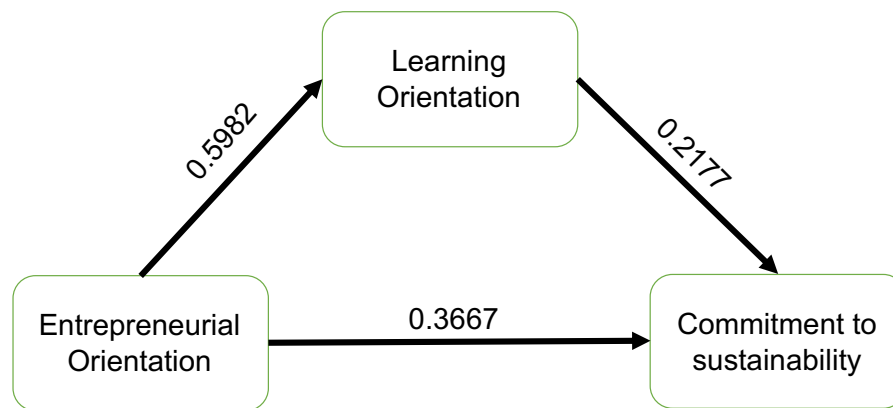 Learning
Orientation
0.5982
0.2177
Entrepreneurial
Orientation
0.3667
Commitment to
sustainability